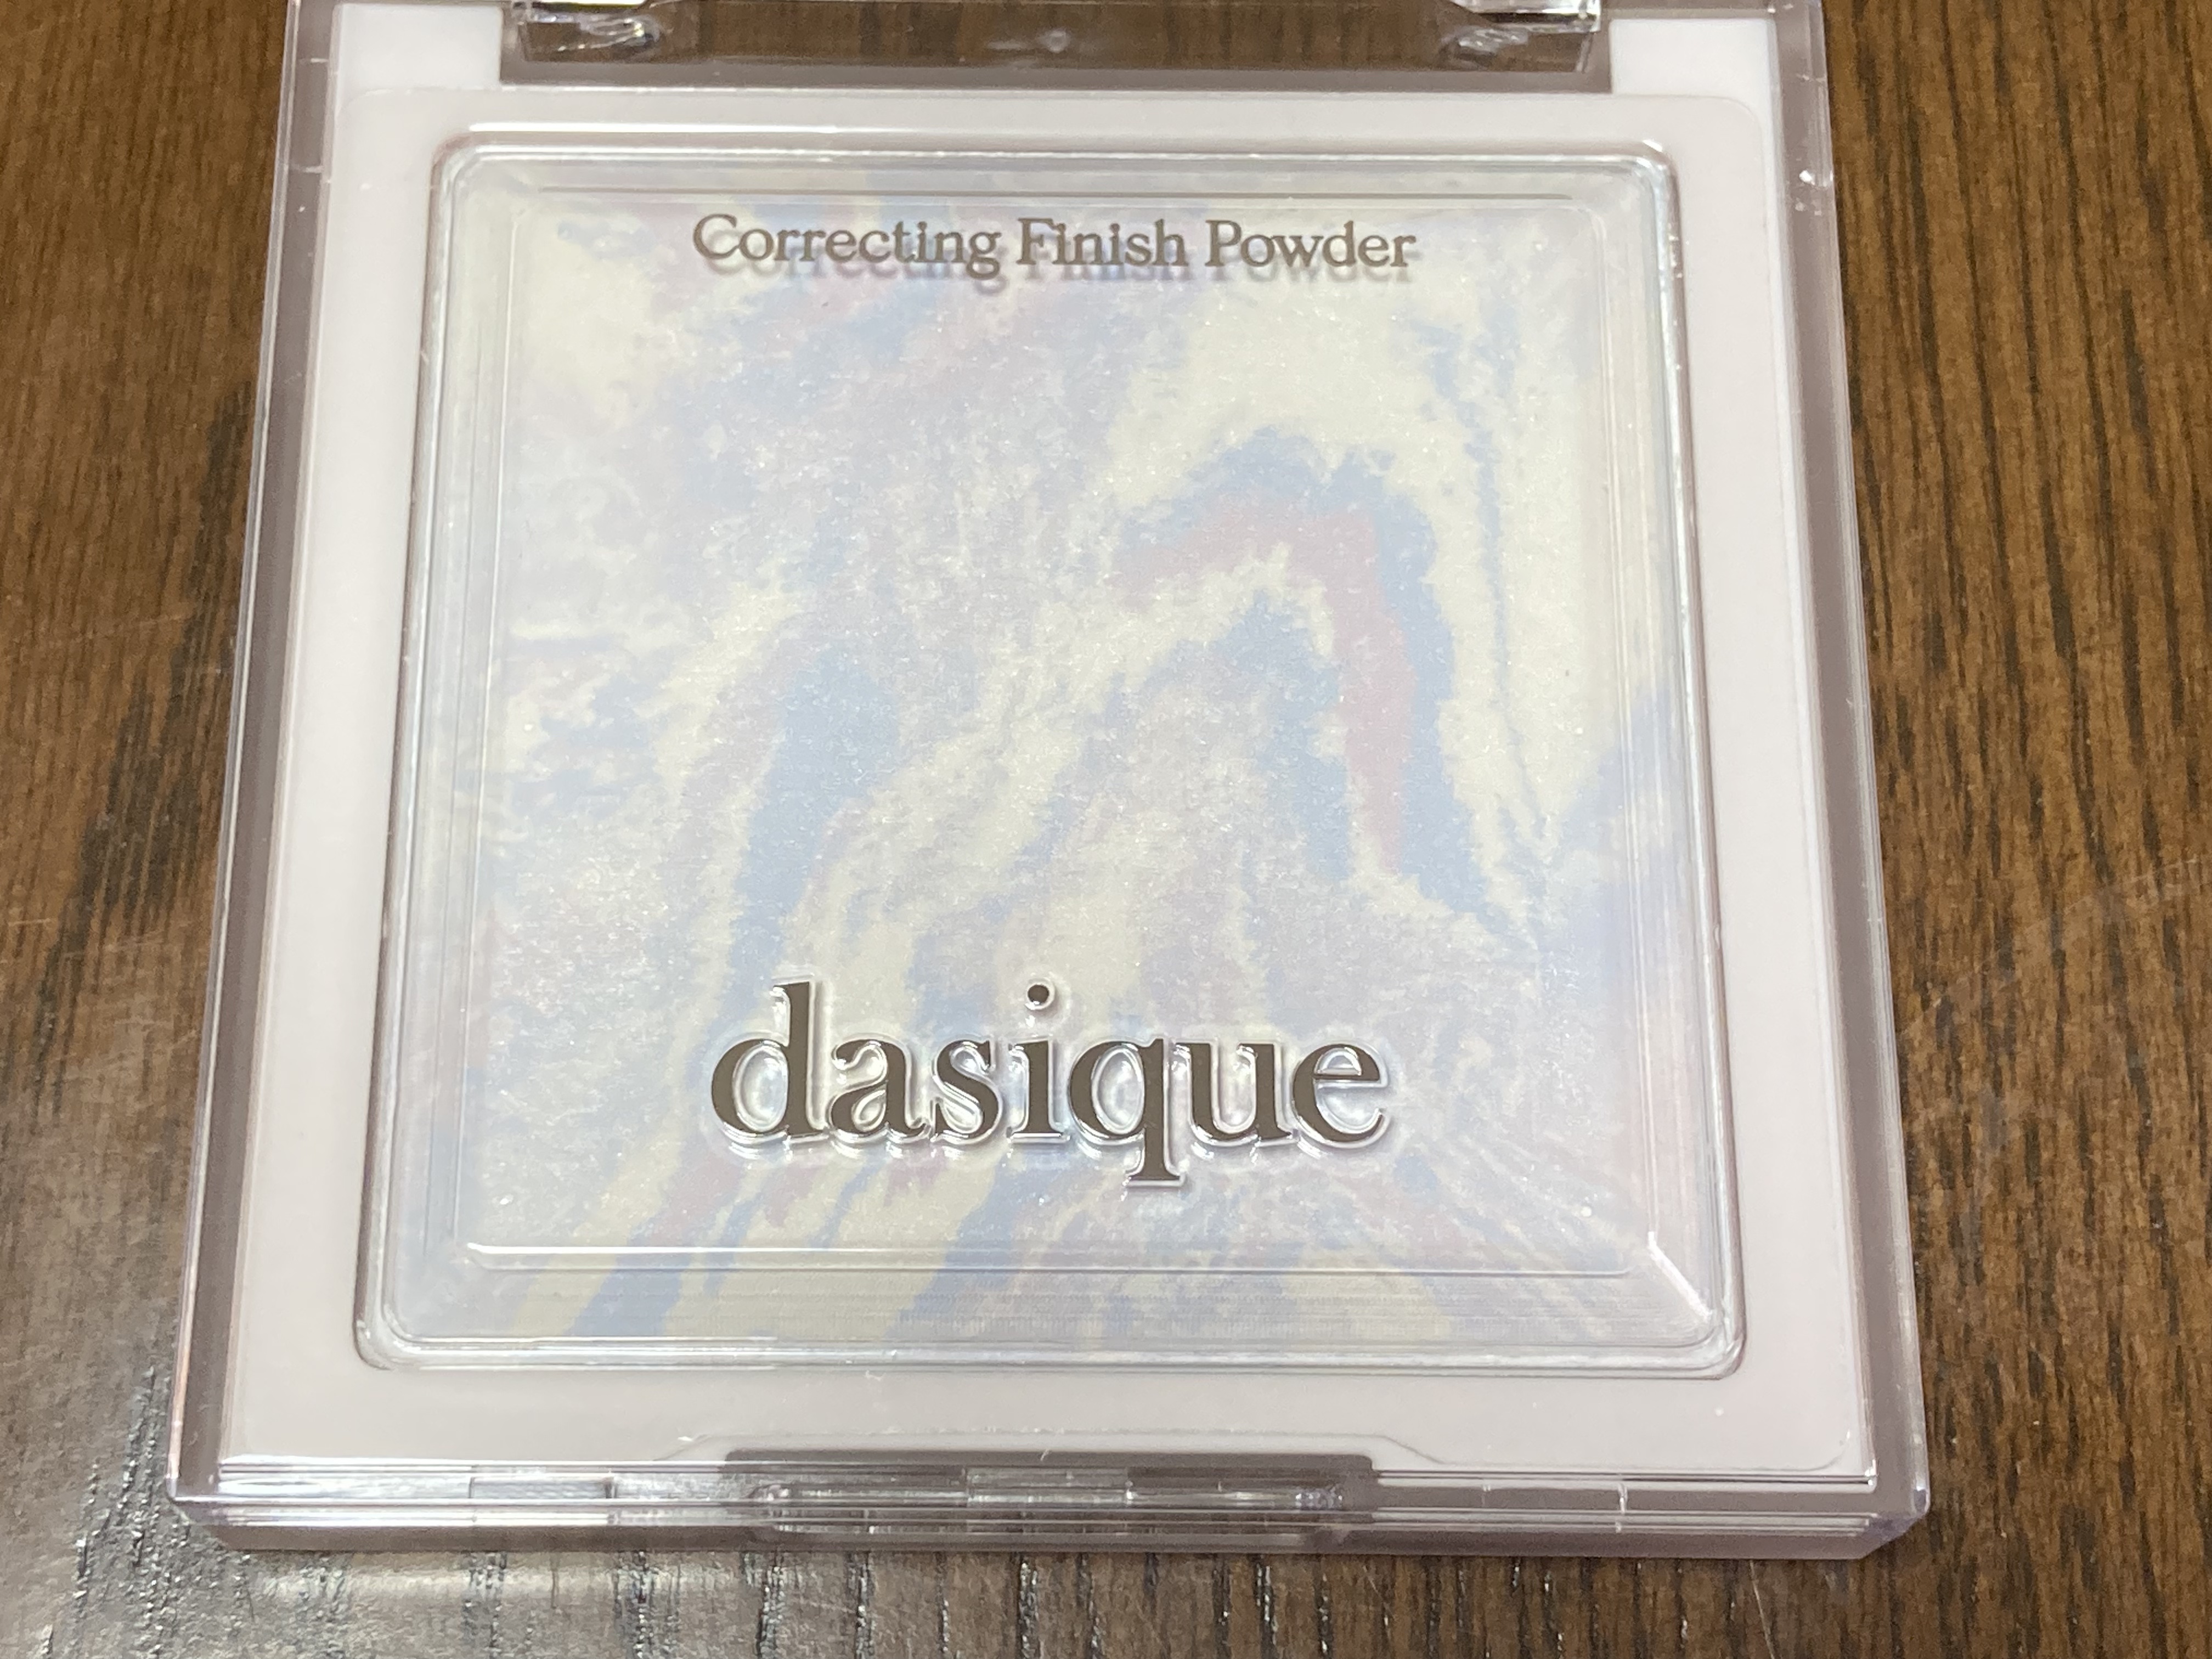 Correcting Finish Powder
dasique